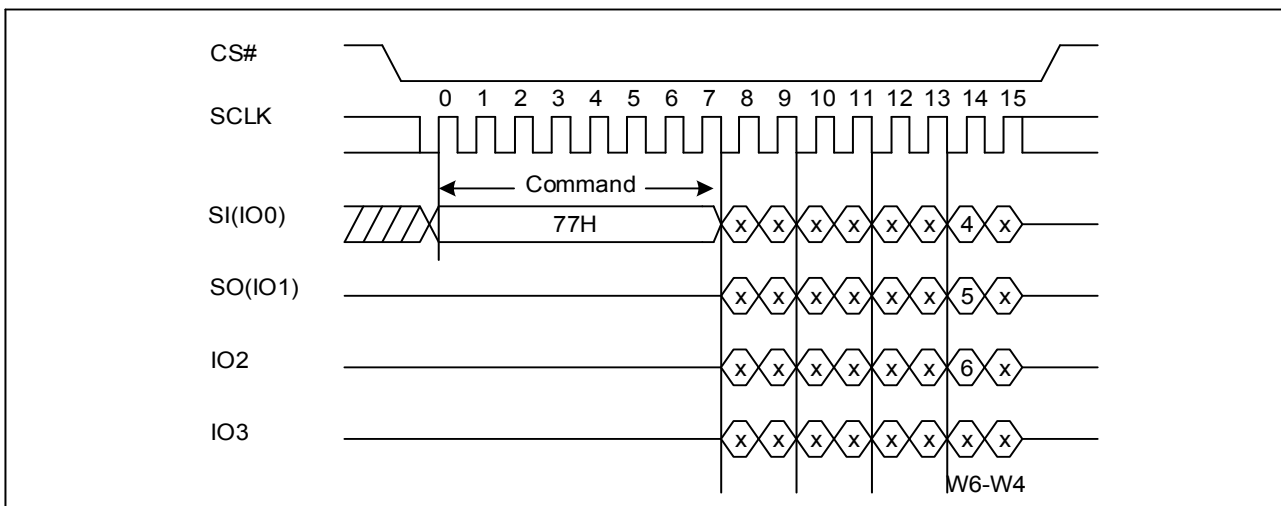 CS#
0 1 2 3 4 5 6 7 8 9 10 11 12 13 14 15
SCLK
Command
SI(IO0) 77H x x x x x x 4 x
SO(IO1) x x x x x x 5 x
IO2 x x x x x x 6 x
IO3 x x x x x x x x
W6-W4